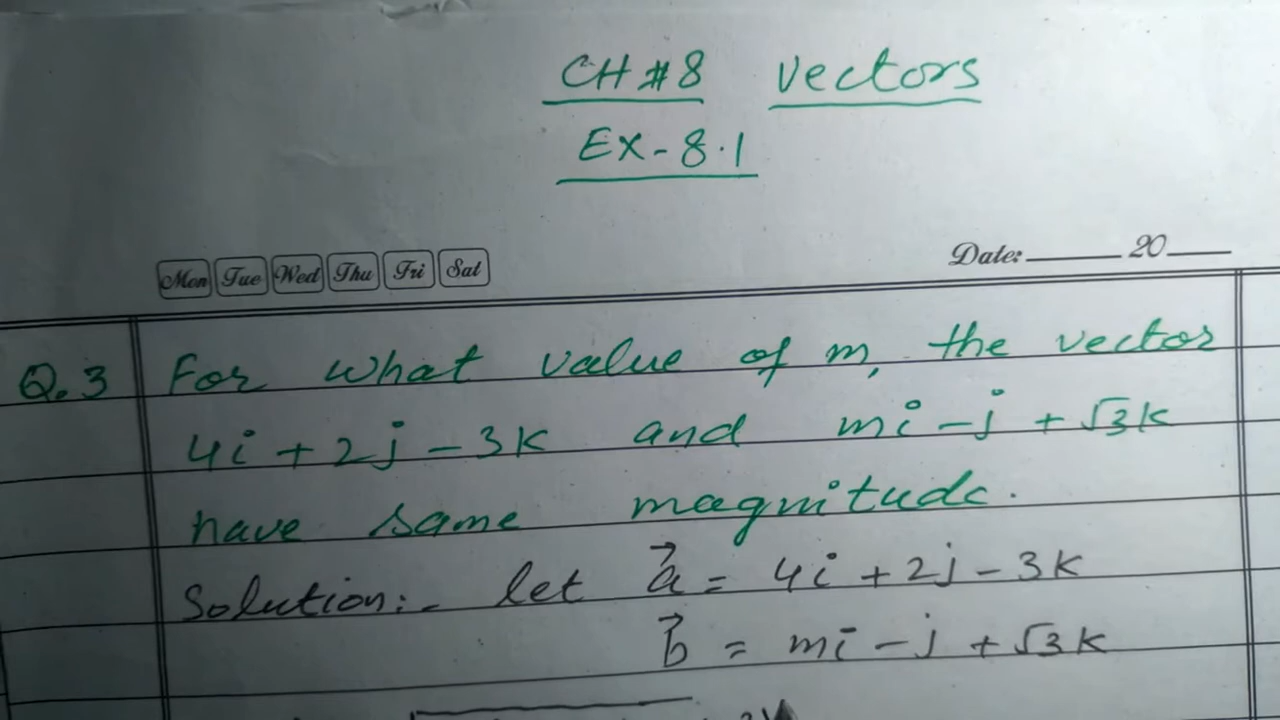 CH#8 Vectors
EX-8.1
Mon Tue Wed Thu Fri Sat Date: 20
Q.3 For what value of m, the vector
4i + 2j - 3k and mi - j + √3k
have same magnitude.
Solution:- let a⃗ = 4i + 2j - 3k
b⃗ = mi - j + √3k